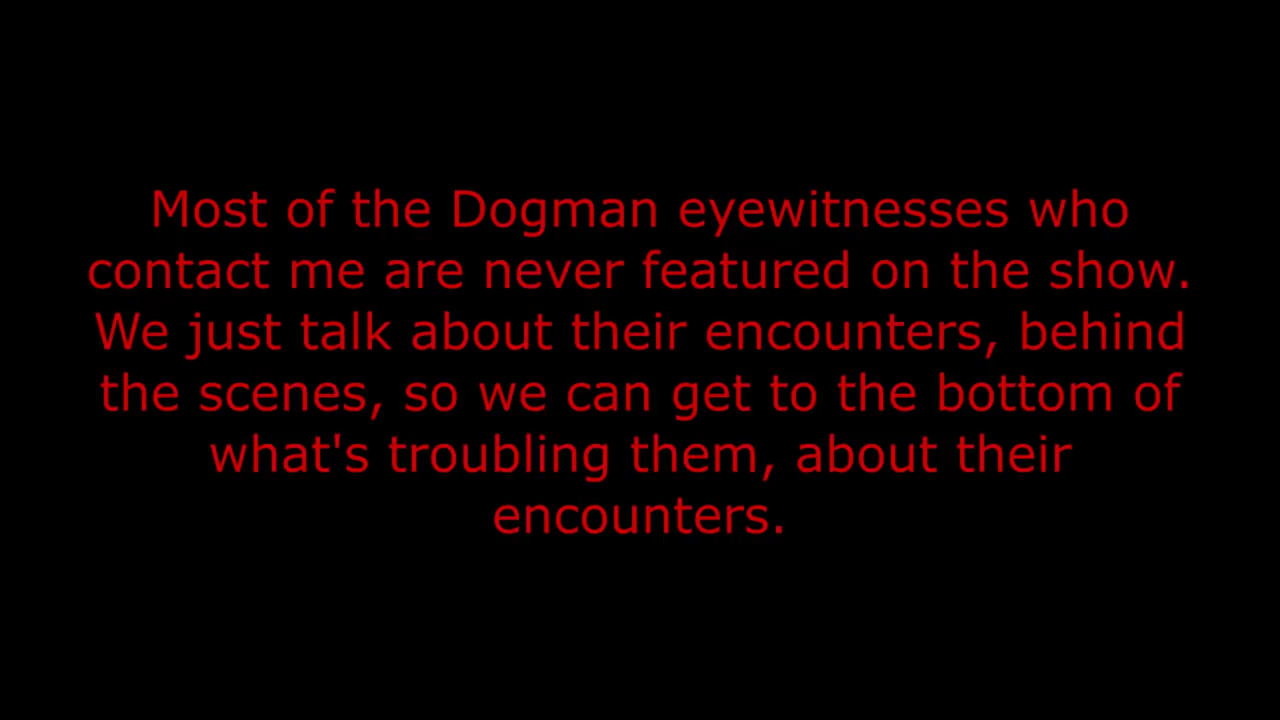 Most of the Dogman eyewitnesses who
contact me are never featured on the show.
We just talk about their encounters, behind
the scenes, so we can get to the bottom of
what's troubling them, about their
encounters.